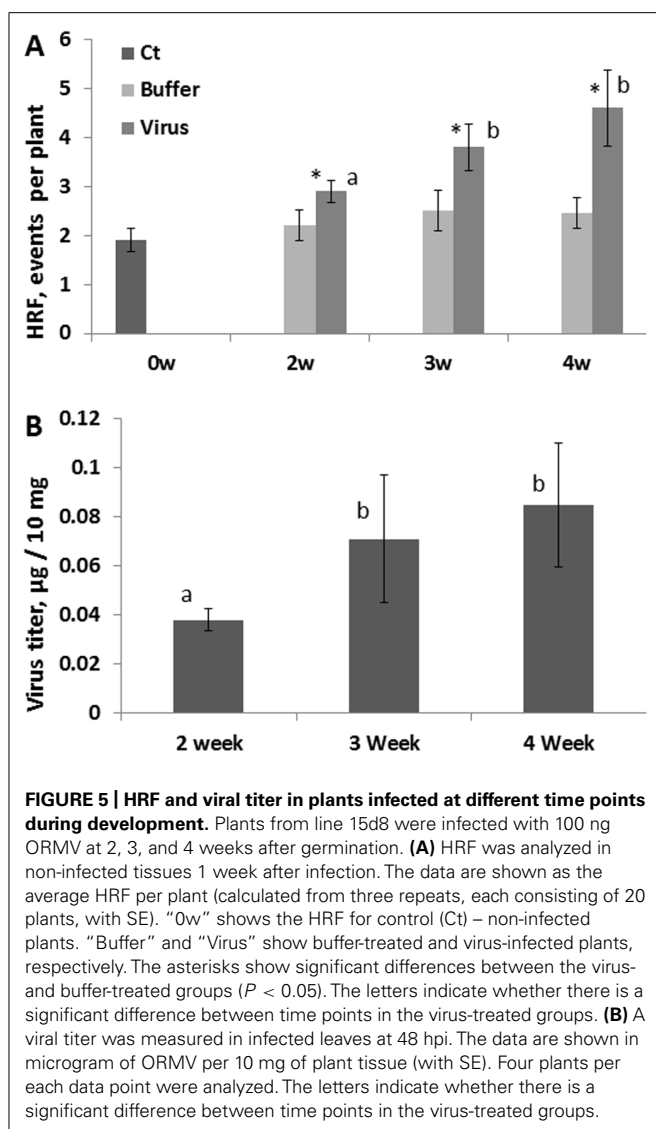 A
HRF, events per plant
6
5
4
3
2
1
0
Ct
Buffer
Virus
* a
* b
* b
0w 2w 3w 4w
B
Virus titer, µg / 10 mg
0.12
0.1
0.08
0.06
0.04
0.02
0
a
b
b
2 week 3 Week 4 Week
FIGURE 5 | HRF and viral titer in plants infected at different time points
during development. Plants from line 15d8 were infected with 100 ng
ORMV at 2, 3, and 4 weeks after germination. (A) HRF was analyzed in
non-infected tissues 1 week after infection. The data are shown as the
average HRF per plant (calculated from three repeats, each consisting of 20
plants, with SE). “0w” shows the HRF for control (Ct) – non-infected
plants. “Buffer” and “Virus” show buffer-treated and virus-infected plants,
respectively. The asterisks show significant differences between the virus-
and buffer-treated groups (P < 0.05). The letters indicate whether there is a
significant difference between time points in the virus-treated groups. (B) A
viral titer was measured in infected leaves at 48 hpi. The data are shown in
microgram of ORMV per 10 mg of plant tissue (with SE). Four plants per
each data point were analyzed. The letters indicate whether there is a
significant difference between time points in the virus-treated groups.